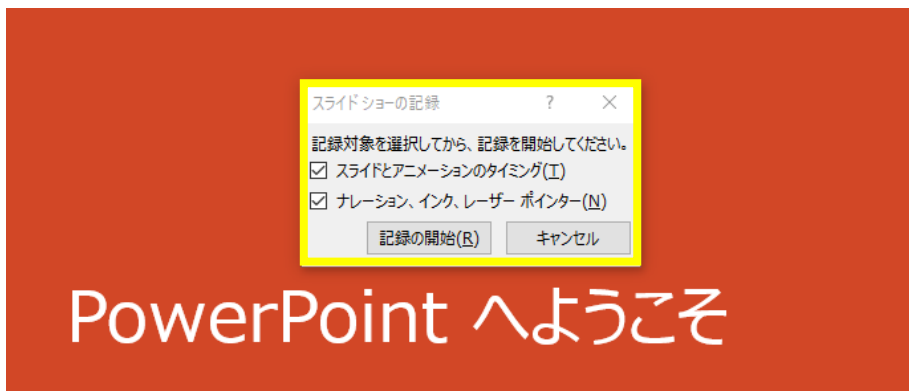 スライド ショーの記録 ? ×
記録対象を選択してから、記録を開始してください。
スライドとアニメーションのタイミング(T)
ナレーション、インク、レーザー ポインター(N)
記録の開始(R) キャンセル
PowerPoint へようこそ